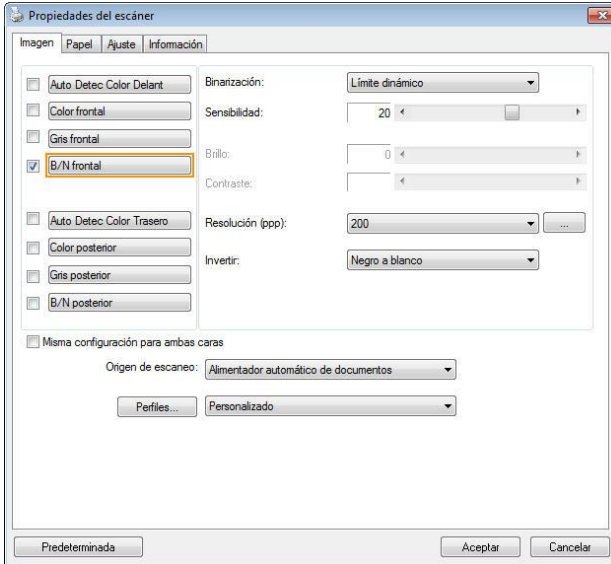 Propiedades del escáner
Imagen Papel Ajuste Información
Auto Detec Color Delant
Color frontal
Gris frontal
B/N frontal
Auto Detec Color Trasero
Color posterior
Gris posterior
B/N posterior
Binarización: Límite dinámico
Sensibilidad: 20
Brillo: 0
Contraste:
Resolución (ppp): 200 ...
Invertir: Negro a blanco
Misma configuración para ambas caras
Origen de escaneo: Alimentador automático de documentos
Perfiles... Personalizado
Predeterminada Aceptar Cancelar